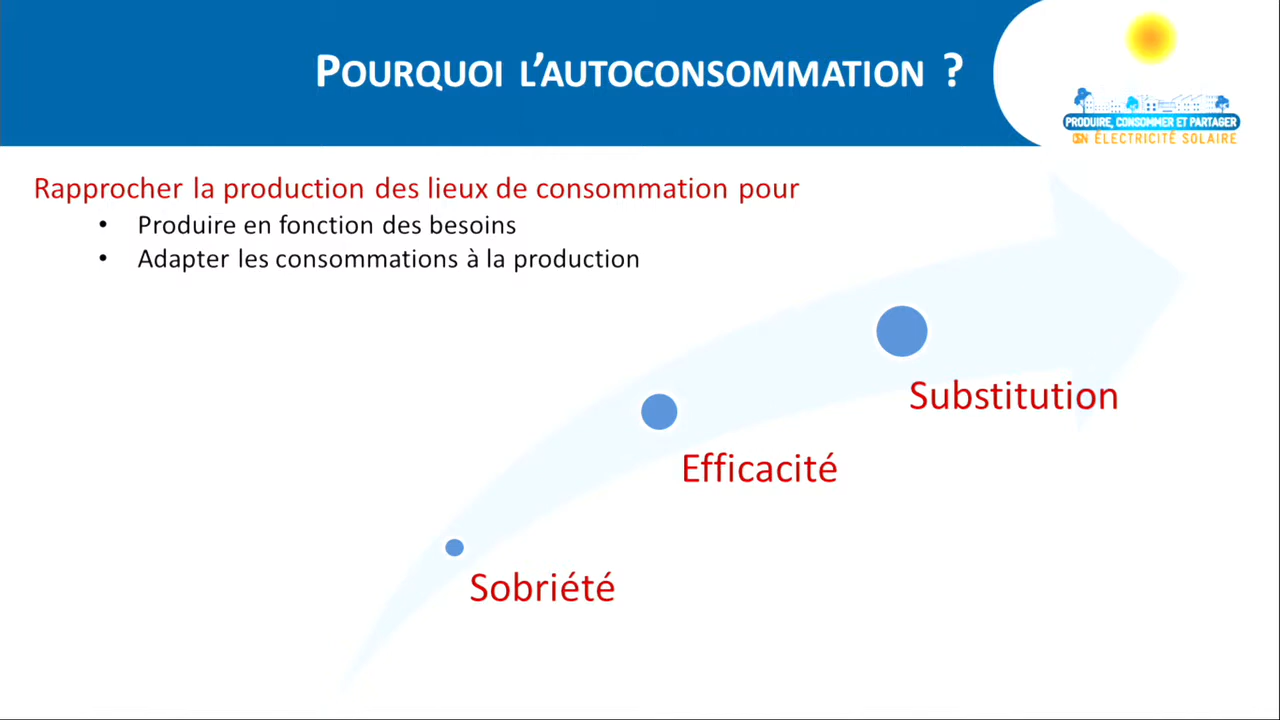 POURQUOI L'AUTOCONSOMMATION ?
PRODUIRE, CONSOMMER ET PARTAGER
SON ÉLECTRICITÉ SOLAIRE
Rapprocher la production des lieux de consommation pour
• Produire en fonction des besoins
• Adapter les consommations à la production
Substitution
Efficacité
Sobriété